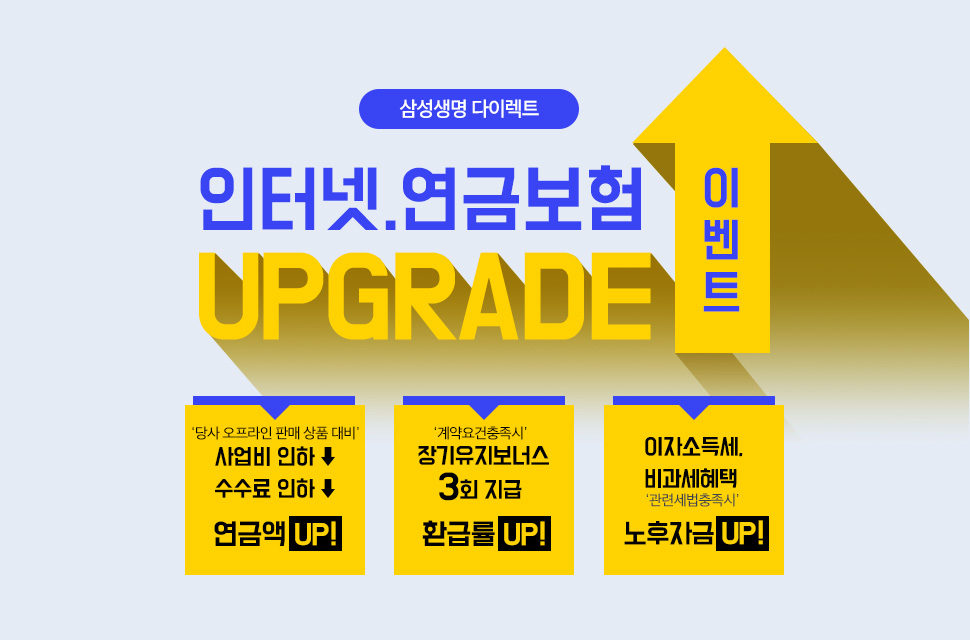 삼성생명 다이렉트
인터넷.연금보험
UPGRADE
이벤트
‘당사 오프라인 판매 상품 대비’
사업비 인하
수수료 인하
연금액 UP!
‘계약요건충족시’
장기유지보너스
3회 지급
환급률 UP!
이자소득세.
비과세혜택
‘관련세법충족시’
노후자금 UP!